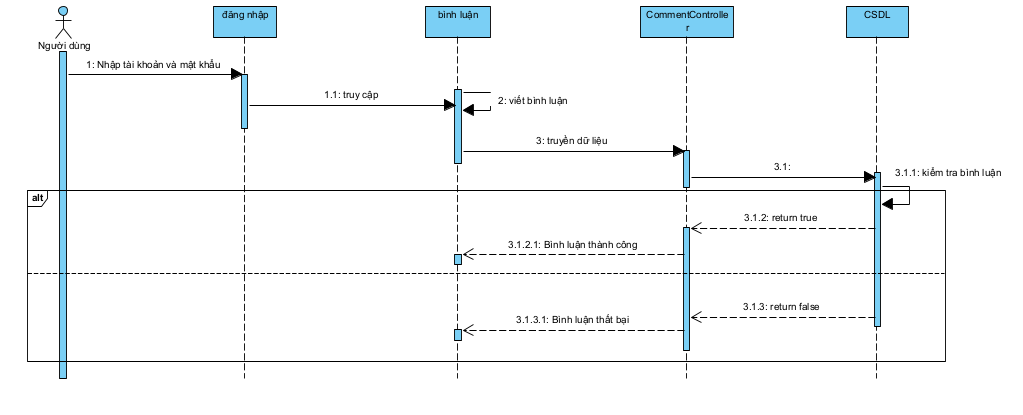 đăng nhập
bình luận
CommentControlle
r
CSDL
Người dùng
1: Nhập tài khoản và mật khẩu
1.1: truy cập
2: viết bình luận
3: truyền dữ liệu
3.1:
3.1.1: kiểm tra bình luận
alt
3.1.2: return true
3.1.2.1: Bình luận thành công
3.1.3: return false
3.1.3.1: Bình luận thất bại